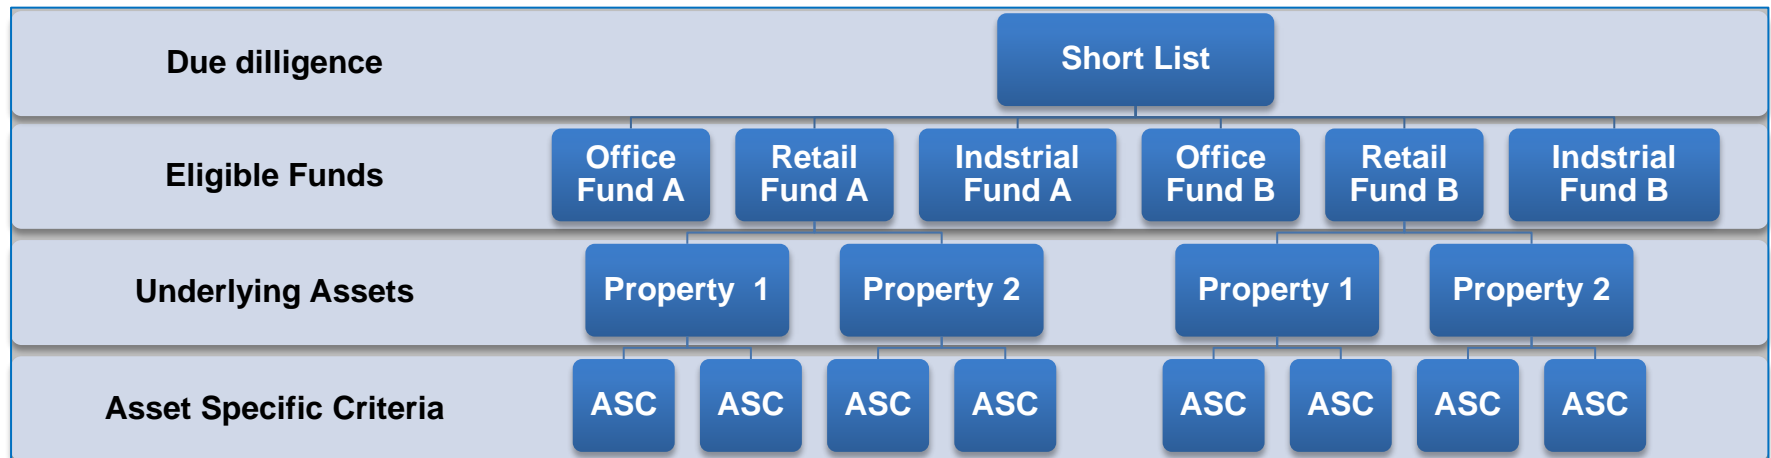 Due dilligence
Short List
Eligible Funds
Office
Fund A
Retail
Fund A
Indstrial
Fund A
Office
Fund B
Retail
Fund B
Indstrial
Fund B
Underlying Assets
Property 1
Property 2
Property 1
Property 2
Asset Specific Criteria
ASC
ASC
ASC
ASC
ASC
ASC
ASC
ASC